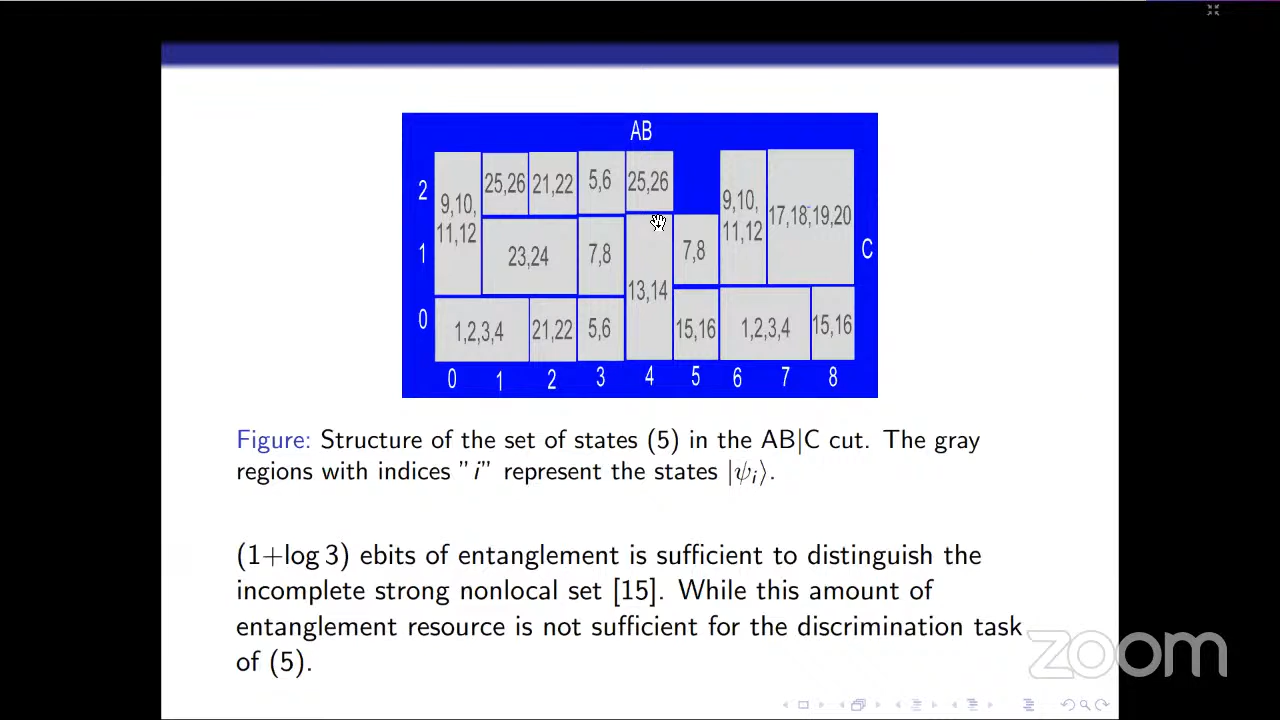 AB
2
9,10,
11,12
25,26
21,22
5,6
25,26
9,10,
11,12
17,18,19,20
1
23,24
7,8
13,14
7,8
C
0
1,2,3,4
21,22
5,6
15,16
1,2,3,4
15,16
0 1 2 3 4 5 6 7 8
Figure: Structure of the set of states (5) in the AB|C cut. The gray
regions with indices "i" represent the states |ψi⟩.
(1+log 3) ebits of entanglement is sufficient to distinguish the
incomplete strong nonlocal set [15]. While this amount of
entanglement resource is not sufficient for the discrimination task
of (5).
zoom